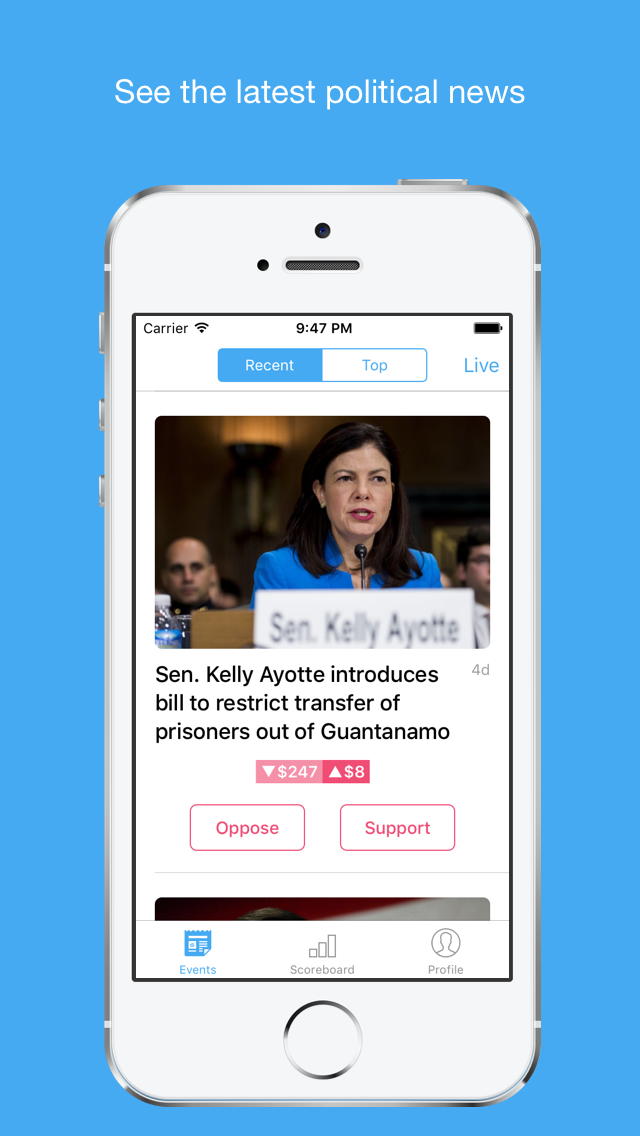 See the latest political news
Carrier 9:47 PM
Recent Top Live
Sen. Kelly Ayotte
Sen. Kelly Ayotte introduces 4d
bill to restrict transfer of
prisoners out of Guantanamo
▼$247 ▲$8
Oppose Support
Events Scoreboard Profile